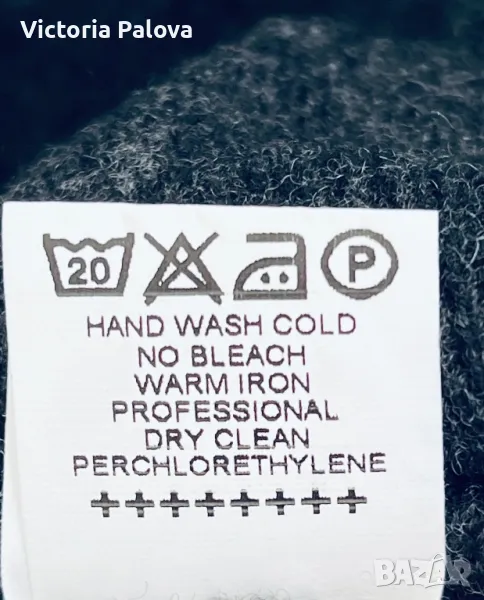 Victoria Palova
20
P
HAND WASH COLD
NO BLEACH
WARM IRON
PROFESSIONAL
DRY CLEAN
PERCHLORETHYLENE
++++++++
BAZAR